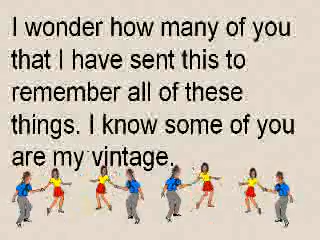 I wonder how many of you
that I have sent this to
remember all of these
things. I know some of you
are my vintage.